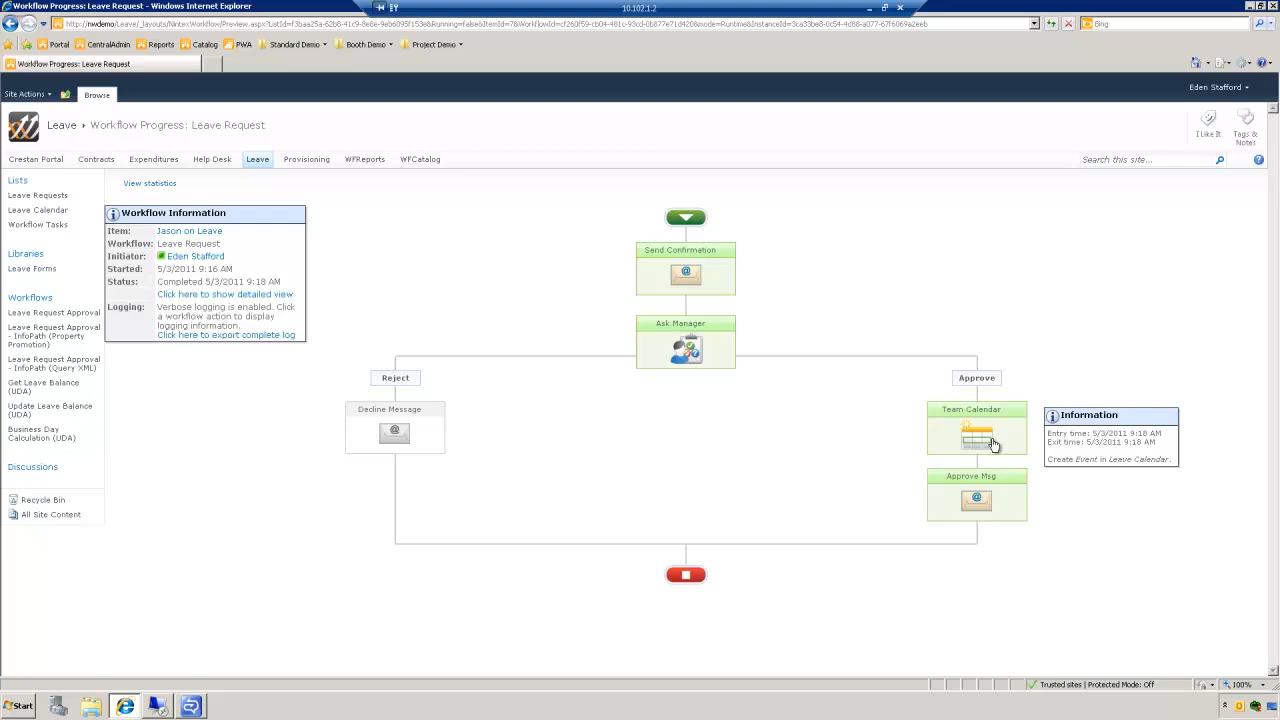 Workflow Progress: Leave Request - Windows Internet Explorer
10.102.1.2
Bing
Portal
CentralAdmin
Reports
Catalog
PWA
Standard Demo
Booth Demo
Project Demo
Workflow Progress: Leave Request
Site Actions
Browse
Eden Stafford
Leave
Workflow Progress: Leave Request
I Like It
Tags & Notes
Crestan Portal
Contracts
Expenditures
Help Desk
Leave
Provisioning
WFReports
WFCatalog
Search this site...
Lists
Leave Requests
Leave Calendar
Workflow Tasks
Libraries
Leave Forms
Workflows
Leave Request Approval
Leave Request Approval
- InfoPath (Property
Promotion)
Leave Request Approval
- InfoPath (Query XML)
Get Leave Balance
(UDA)
Update Leave Balance
(UDA)
Business Day
Calculation (UDA)
Discussions
Recycle Bin
All Site Content
View statistics
Workflow Information
Item: Jason on Leave
Workflow: Leave Request
Initiator: Eden Stafford
Started: 5/3/2011 9:16 AM
Status: Completed 5/3/2011 9:18 AM
Click here to show detailed view
Logging: Verbose logging is enabled. Click
a workflow action to display
logging information.
Click here to export complete log
Send Confirmation
Ask Manager
Reject
Approve
Decline Message
Team Calendar
Approve Msg
Information
Entry time: 5/3/2011 9:18 AM
Exit time: 5/3/2011 9:18 AM
Create Event in Leave Calendar.
Trusted sites | Protected Mode: Off
100%
Start